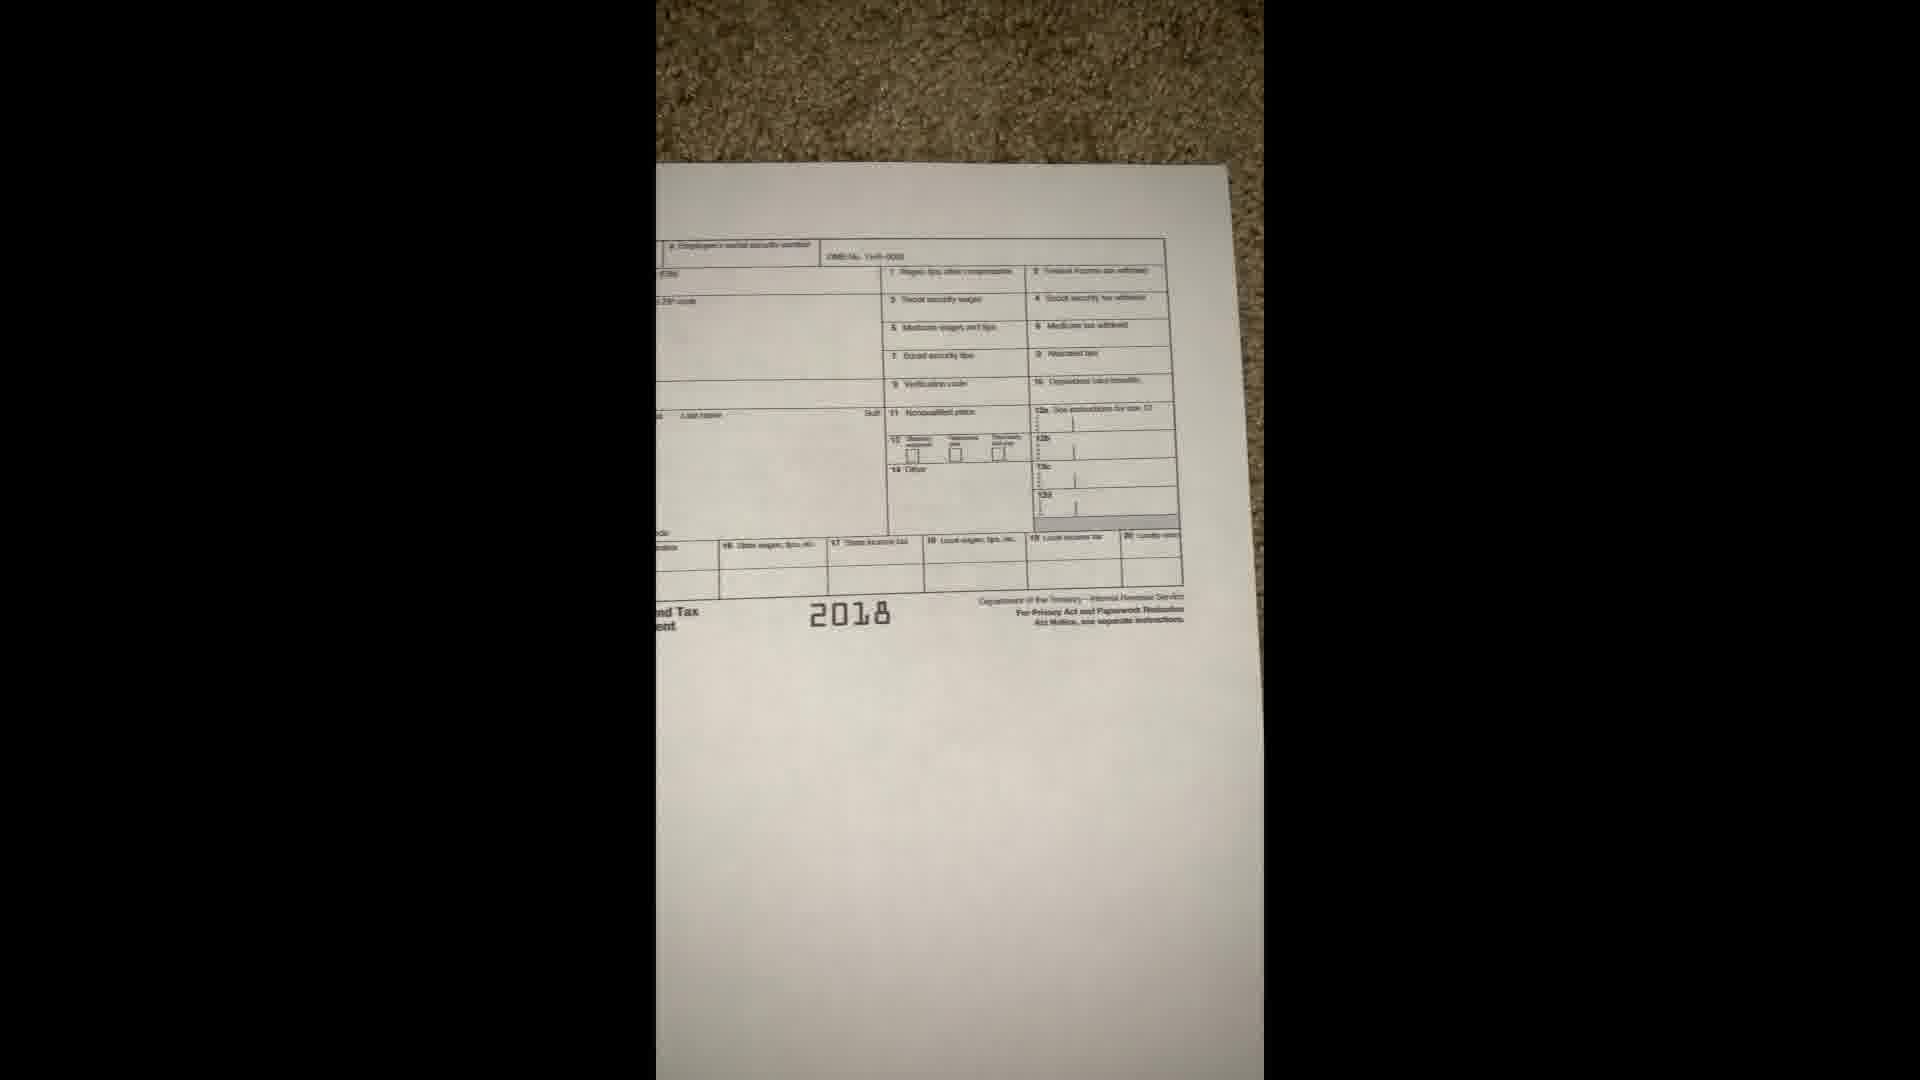 a Employee's social security number
OMB No. 1545-0008
1 Wages, tips, other compensation
2 Federal income tax withheld
ZIP code
3 Social security wages
4 Social security tax withheld
5 Medicare wages and tips
6 Medicare tax withheld
7 Social security tips
8 Allocated tips
9 Verification code
10 Dependent care benefits
Last name
Suff.
11 Nonqualified plans
12a See instructions for box 12
13 Statutory employee
Retirement plan
Third-party sick pay
12b
14 Other
12c
12d
16 State wages, tips, etc.
17 State income tax
18 Local wages, tips, etc.
19 Local income tax
20 Locality name
nd Tax
ent
2018
Department of the Treasury - Internal Revenue Service
For Privacy Act and Paperwork Reduction
Act Notice, see separate instructions.